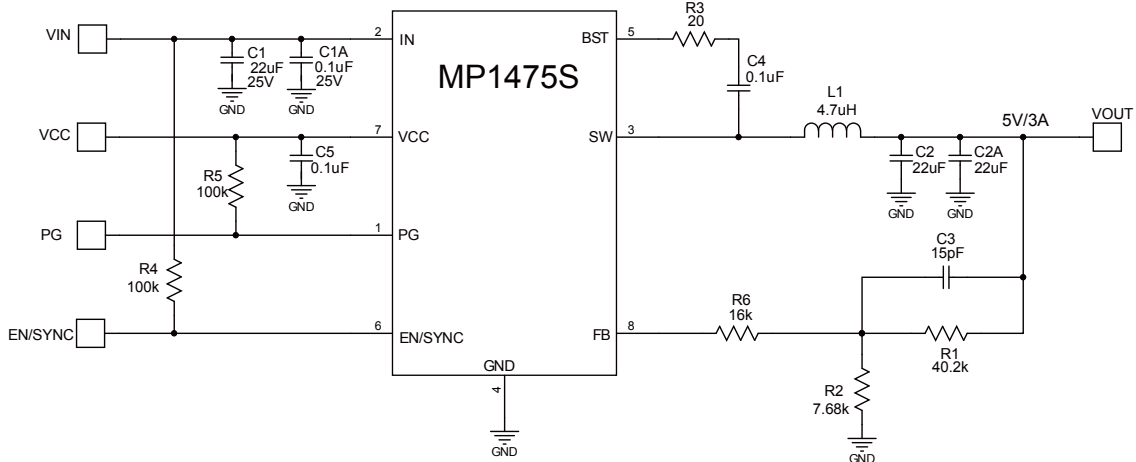 VIN
2
IN
C1
22uF
25V
GND
C1A
0.1uF
25V
GND
VCC
7
VCC
C5
0.1uF
GND
R5
100k
PG
1
PG
R4
100k
EN/SYNC
6
EN/SYNC
MP1475S
GND
4
GND
BST
5
R3
20
C4
0.1uF
SW
3
L1
4.7uH
5V/3A
VOUT
C2
22uF
GND
C2A
22uF
GND
C3
15pF
FB
8
R6
16k
R1
40.2k
R2
7.68k
GND